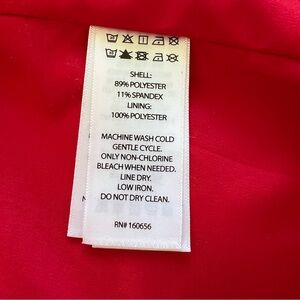 SHELL:
89% POLYESTER
11% SPANDEX
LINING:
100% POLYESTER
MACHINE WASH COLD
GENTLE CYCLE.
ONLY NON-CHLORINE
BLEACH WHEN NEEDED.
LINE DRY.
LOW IRON.
DO NOT DRY CLEAN.
RN# 160656